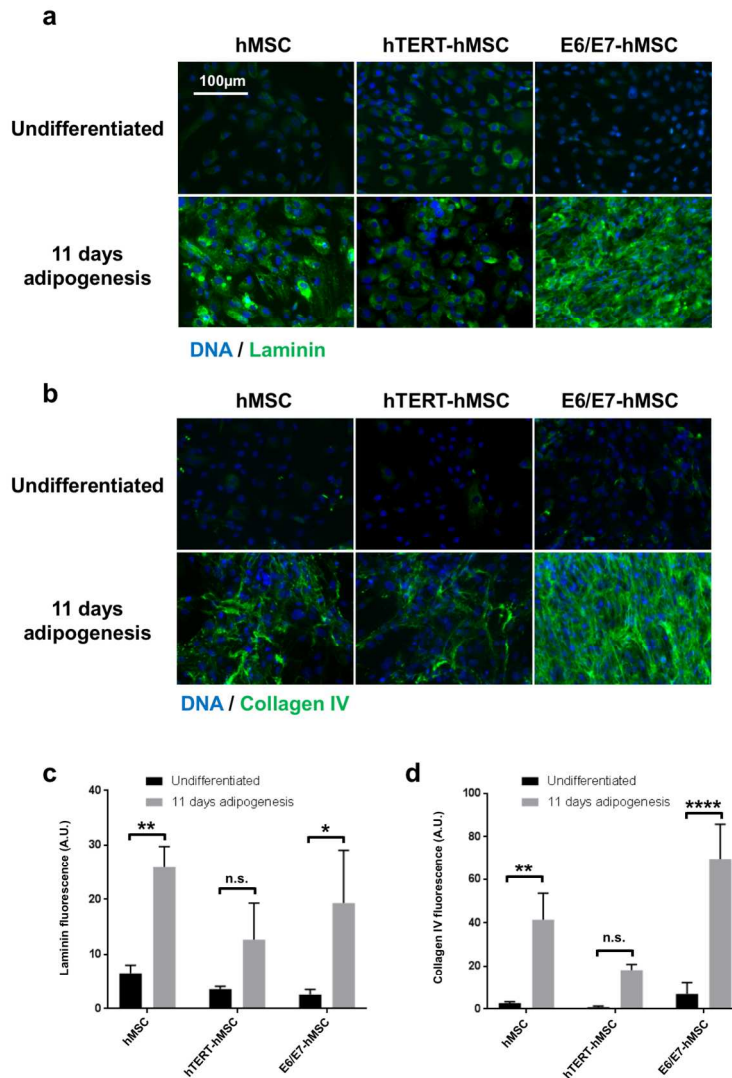 a
hMSC
hTERT-hMSC
E6/E7-hMSC
100µm
Undifferentiated
11 days
adipogenesis
DNA / Laminin
b
hMSC
hTERT-hMSC
E6/E7-hMSC
Undifferentiated
11 days
adipogenesis
DNA / Collagen IV
c
Undifferentiated
11 days adipogenesis
Laminin fluorescence (A.U.)
40
30
20
10
0
**
n.s.
*
hMSC
hTERT-hMSC
E6/E7-hMSC
d
Undifferentiated
11 days adipogenesis
Collagen IV fluorescence (A.U.)
100
80
60
40
20
0
**
n.s.
****
hMSC
hTERT-hMSC
E6/E7-hMSC